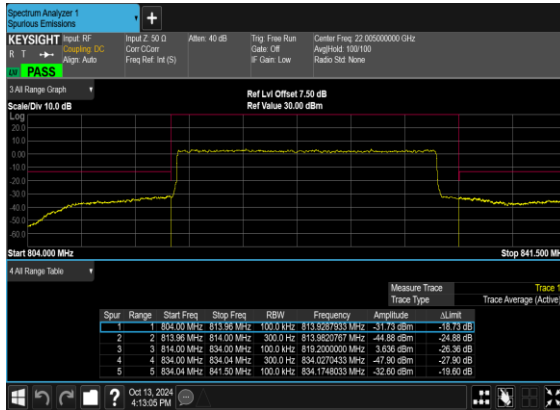 Spectrum Analyzer 1
Spurious Emissions
KEYSIGHT Input: RF Input Z: 50 Ω Atten: 40 dB Trig: Free Run Center Freq: 22.005000000 GHz
R T Coupling: DC Corr CCorr Gate: Off Avg|Hold: 100/100
Align: Auto Freq Ref: Int (S) IF Gain: Low Radio Std: None
PASS
3 All Range Graph
Ref Lvl Offset 7.50 dB
Scale/Div 10.0 dB Ref Value 30.00 dBm
Log
20.0
10.0
0.00
-10.0
-20.0
-30.0
-40.0
-50.0
-60.0
Start 804.000 MHz Stop 841.500 MH
4 All Range Table
Measure Trace Trace 1
Trace Type Trace Average (Active)
Spur Range Start Freq Stop Freq RBW Frequency Amplitude ΔLimit
1 1 804.00 MHz 813.96 MHz 100.0 kHz 813.9287933 MHz -31.73 dBm -18.73 dB
2 2 813.96 MHz 814.00 MHz 300.0 Hz 813.9820767 MHz -44.88 dBm -24.88 dB
3 3 814.00 MHz 834.00 MHz 100.0 kHz 819.2000000 MHz 3.636 dBm -26.36 dB
4 4 834.00 MHz 834.04 MHz 300.0 Hz 834.0270433 MHz -47.90 dBm -27.90 dB
5 5 834.04 MHz 841.50 MHz 100.0 kHz 834.1748033 MHz -32.60 dBm -19.60 dB
? Oct 13, 2024
4:13:05 PM